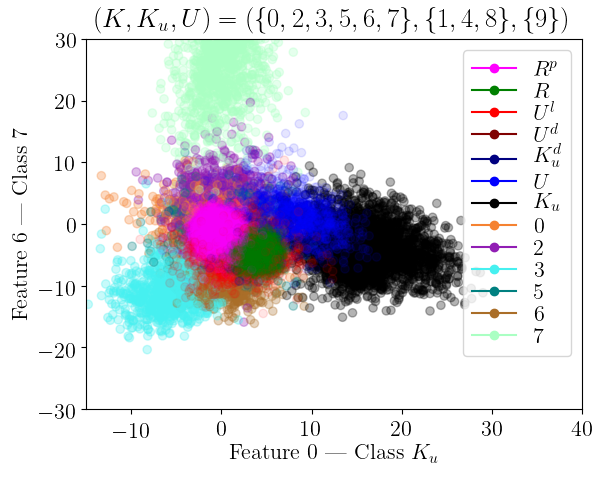 (K, K_u, U) = ({0, 2, 3, 5, 6, 7}, {1, 4, 8}, {9})
30
20
10
0
−10
−20
−30
Feature 6 — Class 7
−10
0
10
20
30
40
Feature 0 — Class K_u
R^p
R
U^l
U^d
K_u^d
U
K_u
0
2
3
5
6
7